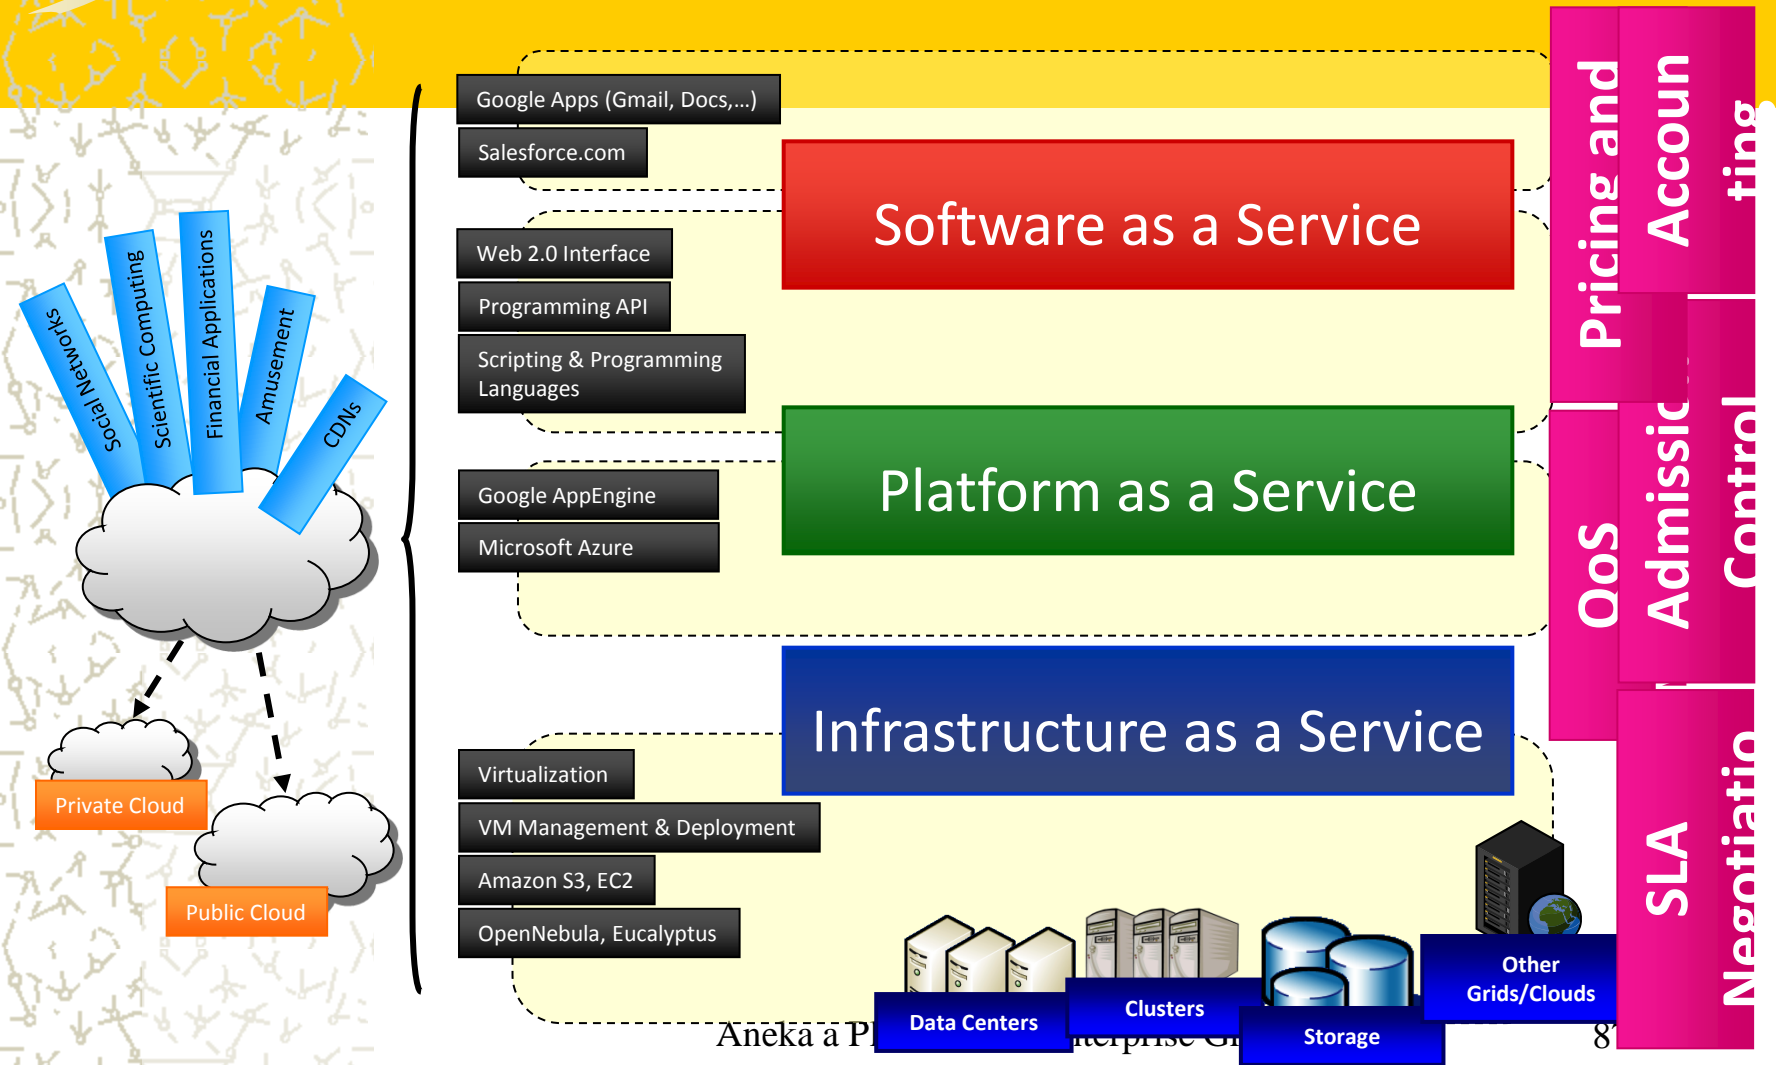 Google Apps (Gmail, Docs,...)
Salesforce.com
Software as a Service
Web 2.0 Interface
Programming API
Scripting & Programming
Languages
Platform as a Service
Google AppEngine
Microsoft Azure
Infrastructure as a Service
Virtualization
VM Management & Deployment
Amazon S3, EC2
OpenNebula, Eucalyptus
Social Networks
Scientific Computing
Financial Applications
Amusement
CDNs
Private Cloud
Public Cloud
Data Centers
Clusters
Storage
Other
Grids/Clouds
Pricing and
Accoun
ting
QoS
Admission
Control
SLA
Negotiatio
Aneka a